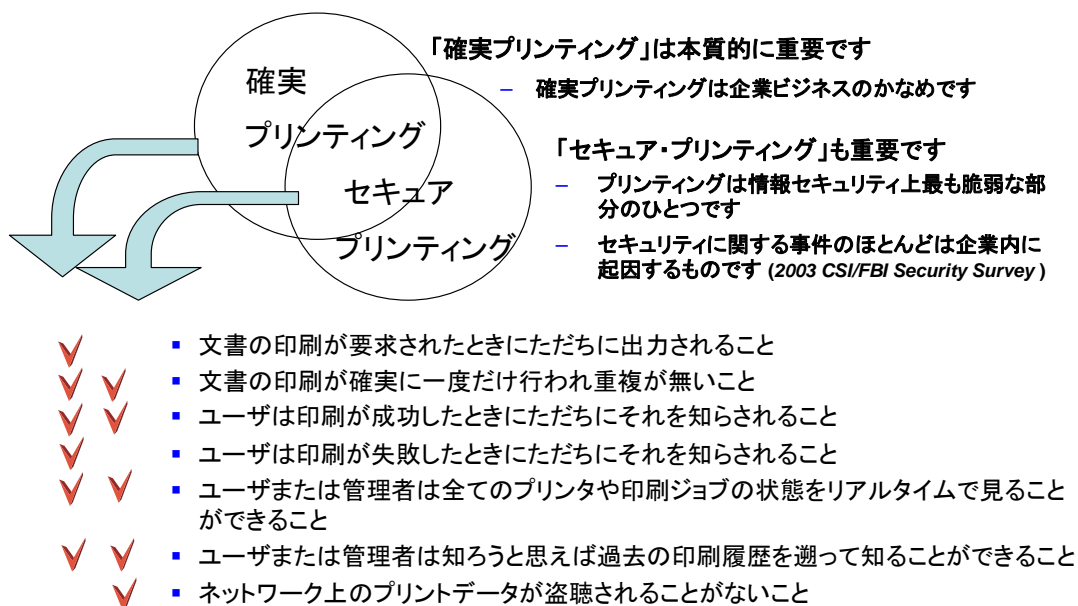 確実
プリンティング
セキュア
プリンティング
「確実プリンティング」は本質的に重要です
– 確実プリンティングは企業ビジネスのかなめです
「セキュア・プリンティング」も重要です
– プリンティングは情報セキュリティ上最も脆弱な部
分のひとつです
– セキュリティに関する事件のほとんどは企業内に
起因するものです (2003 CSI/FBI Security Survey )
▪ 文書の印刷が要求されたときにただちに出力されること
▪ 文書の印刷が確実に一度だけ行われ重複が無いこと
▪ ユーザは印刷が成功したときにただちにそれを知らされること
▪ ユーザは印刷が失敗したときにただちにそれを知らされること
▪ ユーザまたは管理者は全てのプリンタや印刷ジョブの状態をリアルタイムで見ること
ができること
▪ ユーザまたは管理者は知ろうと思えば過去の印刷履歴を遡って知ることができること
▪ ネットワーク上のプリントデータが盗聴されることがないこと